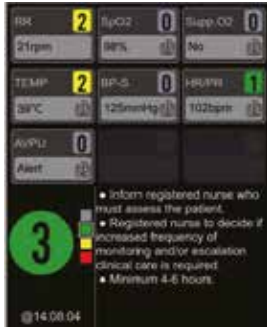 RR 2 SpO2 0 Supp.O2 0
21rpm 98% No
TEMP 2 BP-S 0 HR/PR 1
39°C 125mmHg 102bpm
AVPU 0
Alert
● Inform registered nurse who
must assess the patient.
● Registered nurse to decide if
increased frequency of
monitoring and/or escalation
clinical care is required
● Minimum 4-6 hours.
3
@14:08:04